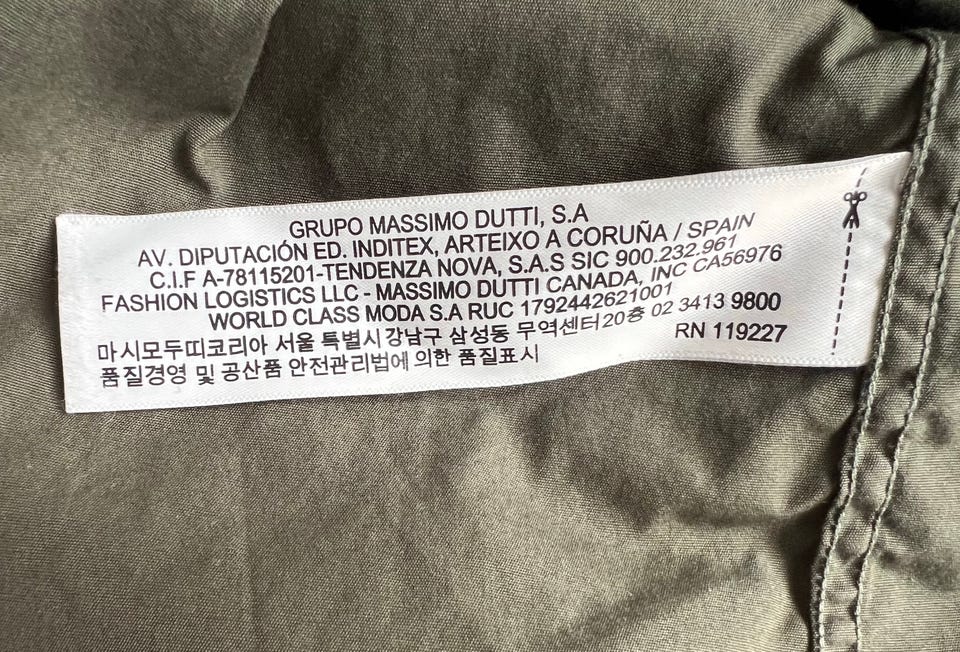 GRUPO MASSIMO DUTTI, S.A
AV. DIPUTACIÓN ED. INDITEX, ARTEIXO A CORUÑA / SPAIN
C.I.F A-78115201-TENDENZA NOVA, S.A.S SIC 900.232.961
FASHION LOGISTICS LLC - MASSIMO DUTTI CANADA, INC CA56976
WORLD CLASS MODA S.A RUC 1792442621001
마시모두띠코리아 서울 특별시강남구 삼성동 무역센터20층 02 3413 9800
품질경영 및 공산품 안전관리법에 의한 품질표시 RN 119227